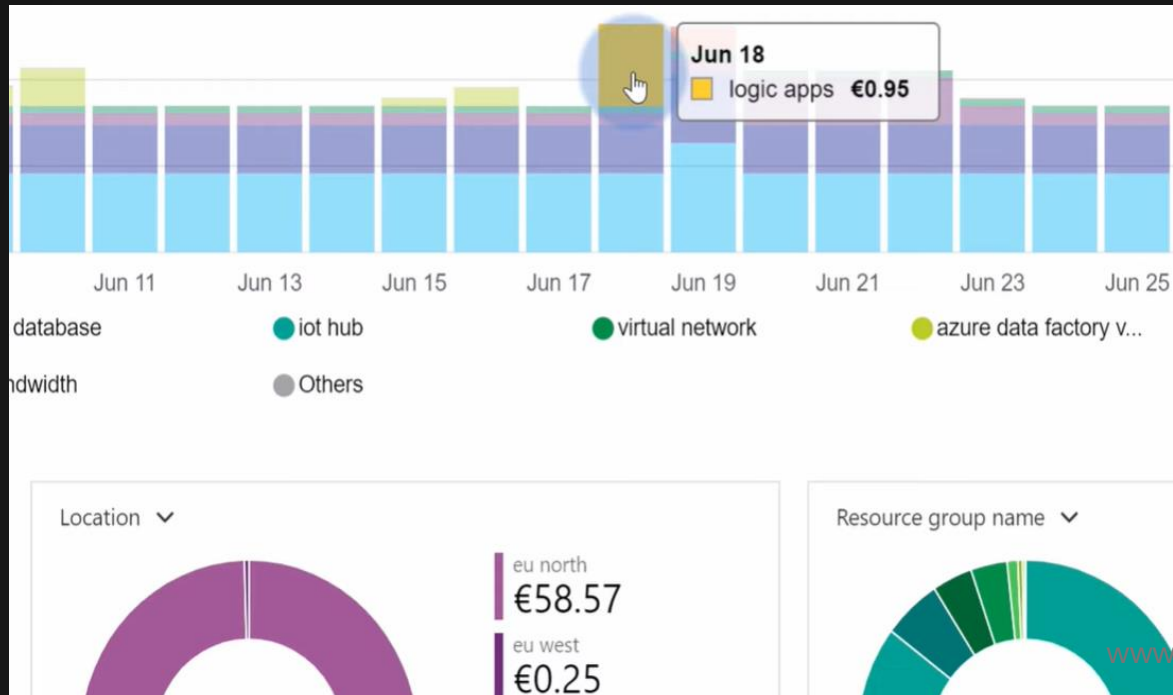 Jun 18
logic apps €0.95
Jun 11 Jun 13 Jun 15 Jun 17 Jun 19 Jun 21 Jun 23 Jun 25
database iot hub virtual network azure data factory v...
ndwidth Others
Location
Resource group name
eu north
€58.57
eu west
€0.25
www